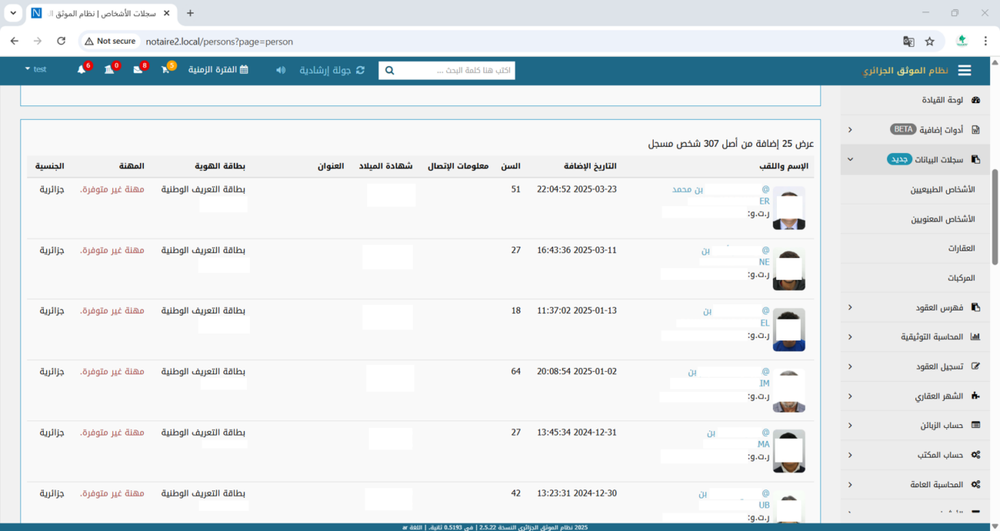 سجلات الأشخاص | نظام الموثق
Not secure
notaire2.local/persons?page=person
نظام الموثق الجزائري
اكتب هنا كلمة البحث ...
جولة إرشادية
الفترة الزمنية
5
8
0
6
test
لوحة القيادة
أدوات إضافية BETA
سجلات البيانات جديد
الأشخاص الطبيعيين
الأشخاص المعنويين
العقارات
المركبات
فهرس العقود
المحاسبة التوثيقية
تسجيل العقود
الشهر العقاري
حساب الزبائن
حساب المكتب
المحاسبة العامة
عرض 25 إضافة من أصل 307 شخص مسجل
الإسم واللقب التاريخ الإضافة السن معلومات الإتصال شهادة الميلاد العنوان بطاقة الهوية المهنة الجنسية
@ بن محمد 2025-03-23 22:04:52 51 بطاقة التعريف الوطنية مهنة غير متوفرة. جزائرية
ER
ر.ت.و:
@ بن 2025-03-11 16:43:36 27 بطاقة التعريف الوطنية مهنة غير متوفرة. جزائرية
NE
ر.ت.و:
@ بن 2025-01-13 11:37:02 18 بطاقة التعريف الوطنية مهنة غير متوفرة. جزائرية
EL
ر.ت.و:
@ بن 2025-01-02 20:08:54 64 بطاقة التعريف الوطنية مهنة غير متوفرة. جزائرية
IM
ر.ت.و:
@ بن 2024-12-31 13:45:34 27 بطاقة التعريف الوطنية مهنة غير متوفرة. جزائرية
MA
ر.ت.و:
@ بن 2024-12-30 13:23:31 42 بطاقة التعريف الوطنية مهنة غير متوفرة. جزائرية
UB
ر.ت.و:
2025 نظام الموثق الجزائري النسخة 2.5.22 | في 0.5193 ثانية. | اللغة ar